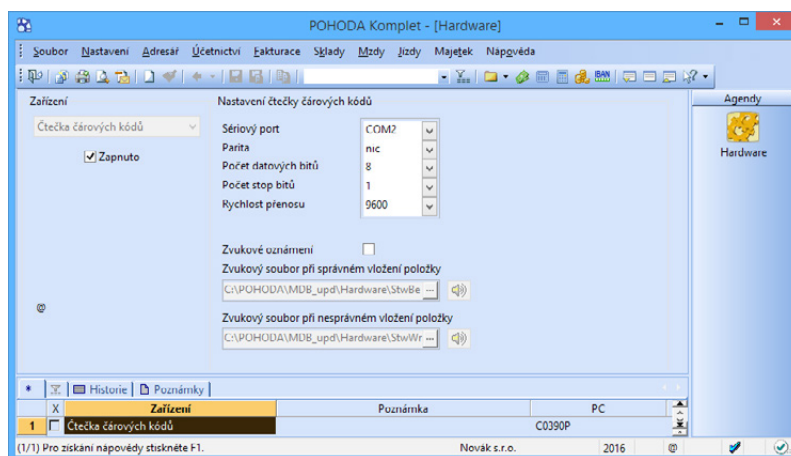 POHODA Komplet - [Hardware]
Soubor Nastavení Adresář Účetnictví Fakturace Sklady Mzdy Jízdy Majetek Nápověda
Zařízení
Čtečka čárových kódů
Zapnuto
Nastavení čtečky čárových kódů
Sériový port COM2
Parita nic
Počet datových bitů 8
Počet stop bitů 1
Rychlost přenosu 9600
Zvukové oznámení
Zvukový soubor při správném vložení položky
C:\POHODA\MDB_upd\Hardware\StwBe ...
Zvukový soubor při nesprávném vložení položky
C:\POHODA\MDB_upd\Hardware\StwWr ...
@
Agendy
Hardware
* Historie Poznámky
X Zařízení Poznámka PC
1 Čtečka čárových kódů C0390P
(1/1) Pro získání nápovědy stiskněte F1. Novák s.r.o. 2016 @